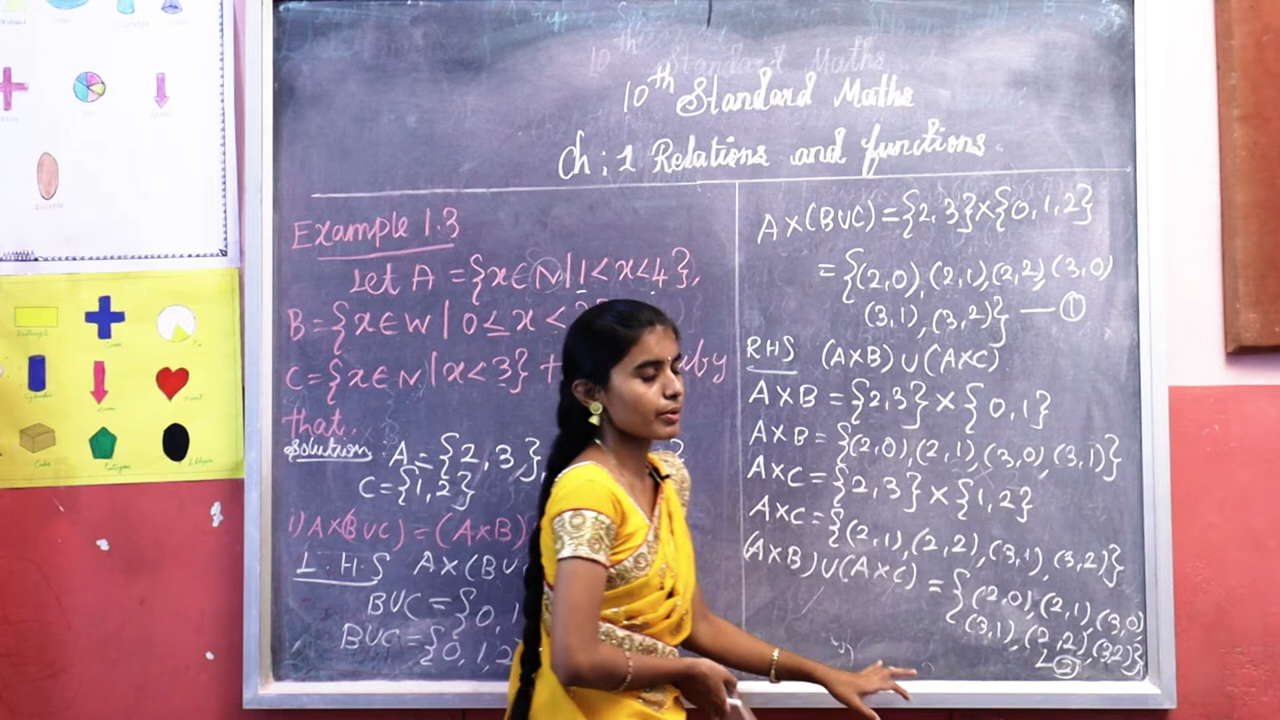 10th Standard Maths
Ch : 1 Relations and functions
Example 1.3
Let A = {x∈N | 1<x<4},
B={x∈W | 0≤x<
C={x∈N | x<3}
that.
Solution A={2,3}
C={1,2}
i) A×(B∪C)=(A×B)
L.H.S A×(B∪
B∪C={0,1
B∪C={0,1,2
A×(B∪C)={2,3}×{0,1,2}
={(2,0),(2,1),(2,2),(3,0)
(3,1),(3,2)} — ①
RHS (A×B)∪(A×C)
A×B={2,3}×{0,1}
A×B={(2,0),(2,1),(3,0),(3,1)}
A×C={2,3}×{1,2}
A×C={(2,1),(2,2),(3,1),(3,2)}
(A×B)∪(A×C)={(2,0),(2,1),(3,0)
(3,1),(2,2),(3,2)}
②
Rectangle
Cylinder
Heart
Cube